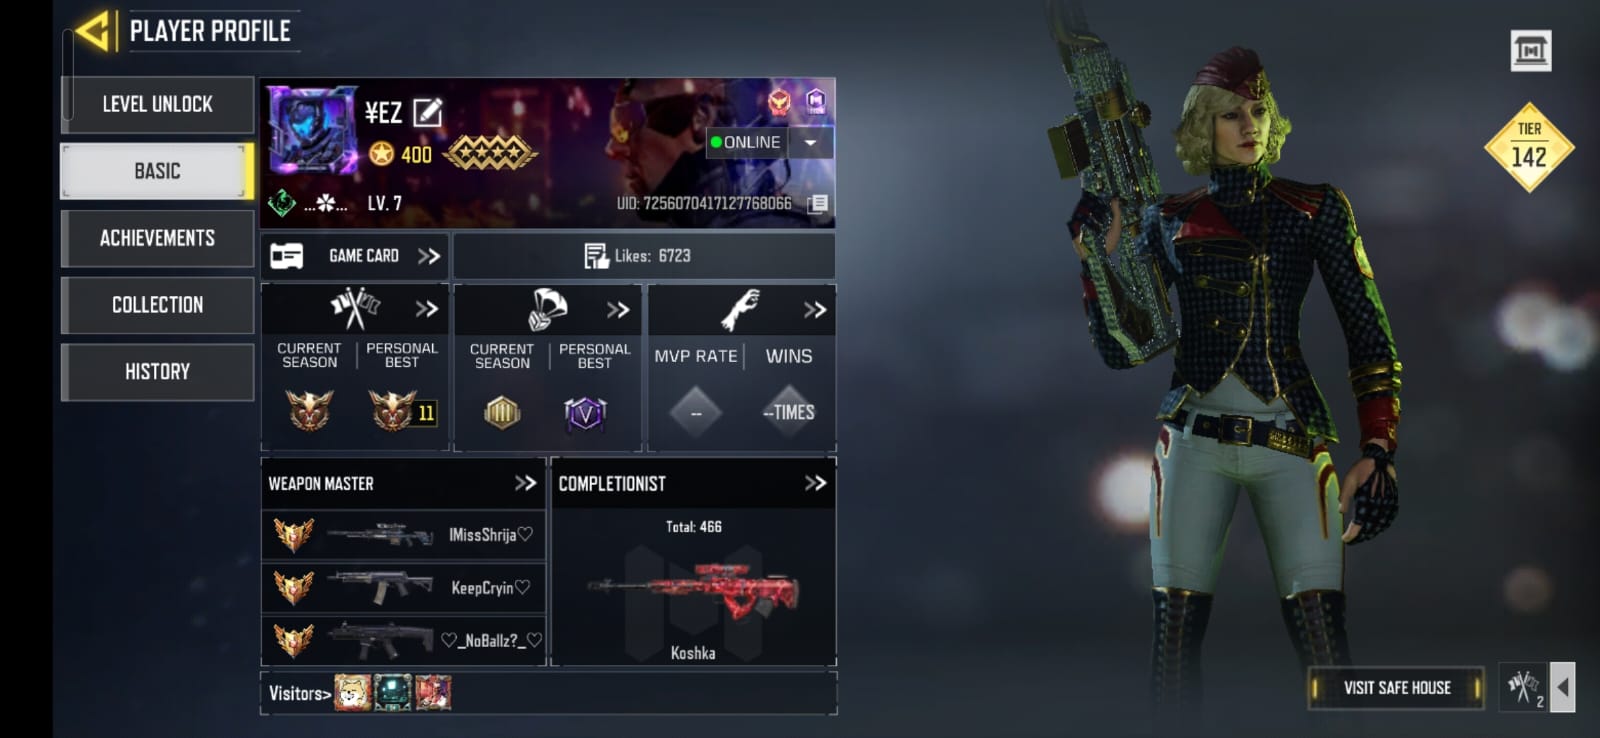 PLAYER PROFILE
LEVEL UNLOCK
BASIC
ACHIEVEMENTS
COLLECTION
HISTORY
¥EZ
400
ONLINE
...✤... LV. 7
UID: 7256070417127768066
GAME CARD
Likes: 6723
CURRENT SEASON
PERSONAL BEST
11
CURRENT SEASON
PERSONAL BEST
V
MVP RATE
WINS
--
--TIMES
WEAPON MASTER
IMissShrija♡
KeepCryin♡
♡_NoBallz?_♡
COMPLETIONIST
Total: 466
Koshka
Visitors>
TIER
142
VISIT SAFE HOUSE
2